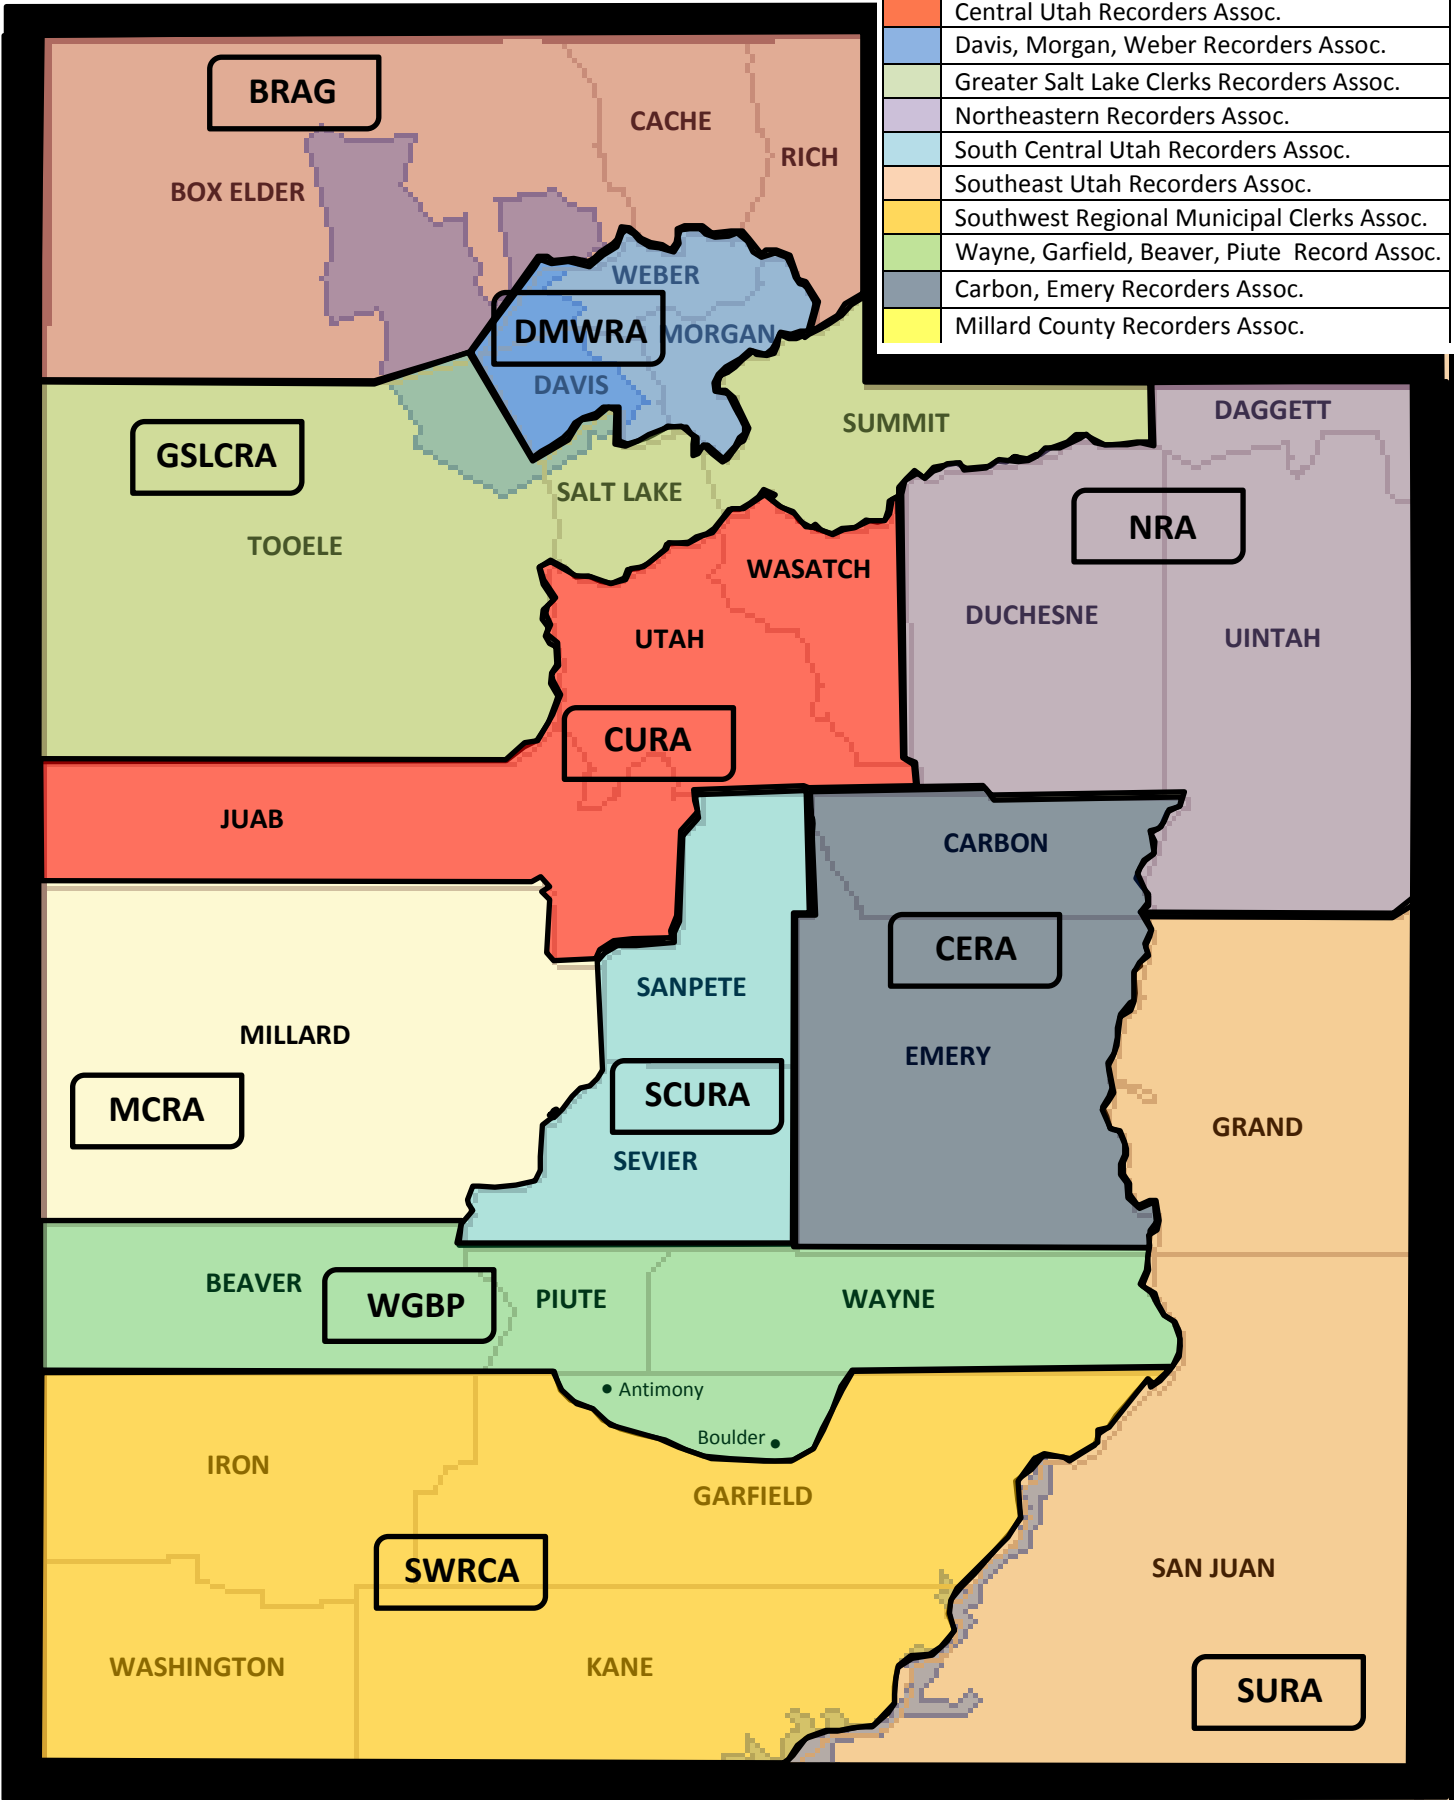 Central Utah Recorders Assoc.
Davis, Morgan, Weber Recorders Assoc.
Greater Salt Lake Clerks Recorders Assoc.
Northeastern Recorders Assoc.
South Central Utah Recorders Assoc.
Southeast Utah Recorders Assoc.
Southwest Regional Municipal Clerks Assoc.
Wayne, Garfield, Beaver, Piute Record Assoc.
Carbon, Emery Recorders Assoc.
Millard County Recorders Assoc.
BRAG
CACHE
RICH
BOX ELDER
WEBER
DMWRA
MORGAN
DAVIS
DAGGETT
SUMMIT
GSLCRA
SALT LAKE
NRA
TOOELE
WASATCH
DUCHESNE
UTAH
UINTAH
CURA
JUAB
CARBON
CERA
SANPETE
MILLARD
EMERY
SCURA
MCRA
GRAND
SEVIER
BEAVER
PIUTE
WAYNE
WGBP
Antimony
Boulder
IRON
GARFIELD
SWRCA
SAN JUAN
WASHINGTON
KANE
SURA